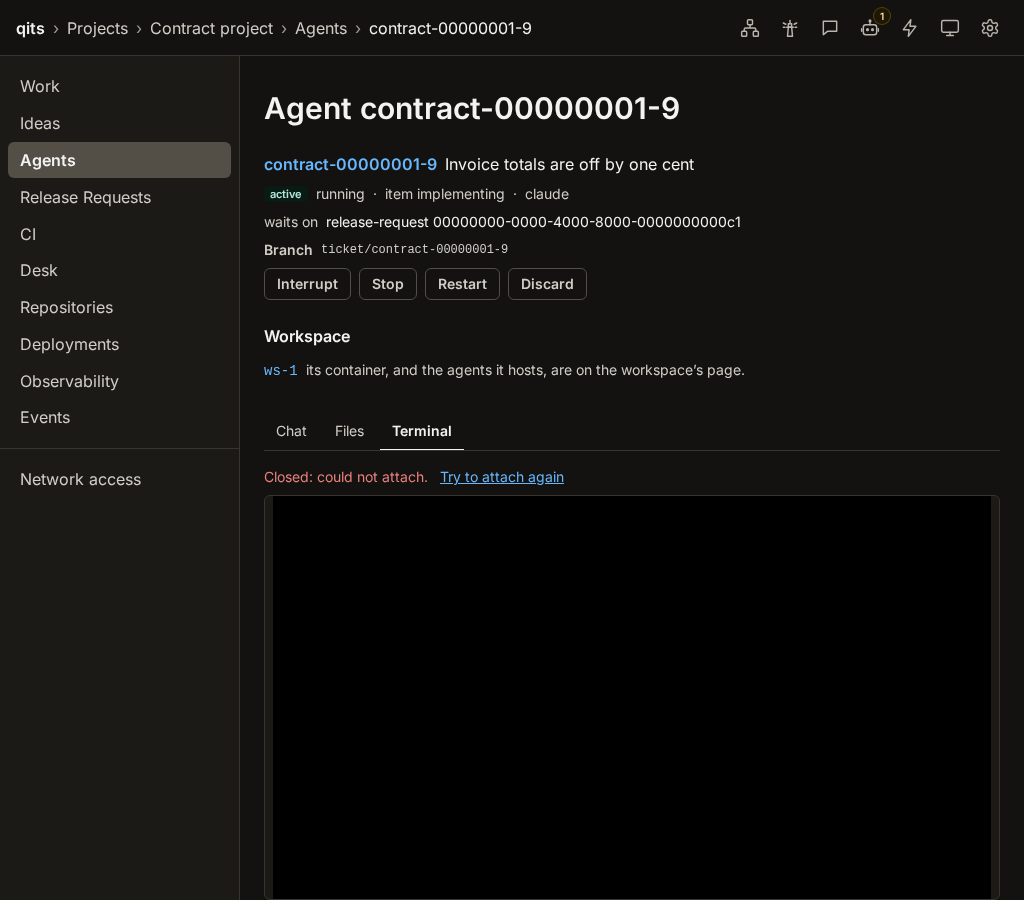 qits › Projects › Contract project › Agents › contract-00000001-9
1
Work
Ideas
Agents
Release Requests
CI
Desk
Repositories
Deployments
Observability
Events
Network access
Agent contract-00000001-9
contract-00000001-9 Invoice totals are off by one cent
active running · item implementing · claude
waits on release-request 00000000-0000-4000-8000-0000000000c1
Branch ticket/contract-00000001-9
Interrupt Stop Restart Discard
Workspace
ws-1 its container, and the agents it hosts, are on the workspace’s page.
Chat Files Terminal
Closed: could not attach. Try to attach again